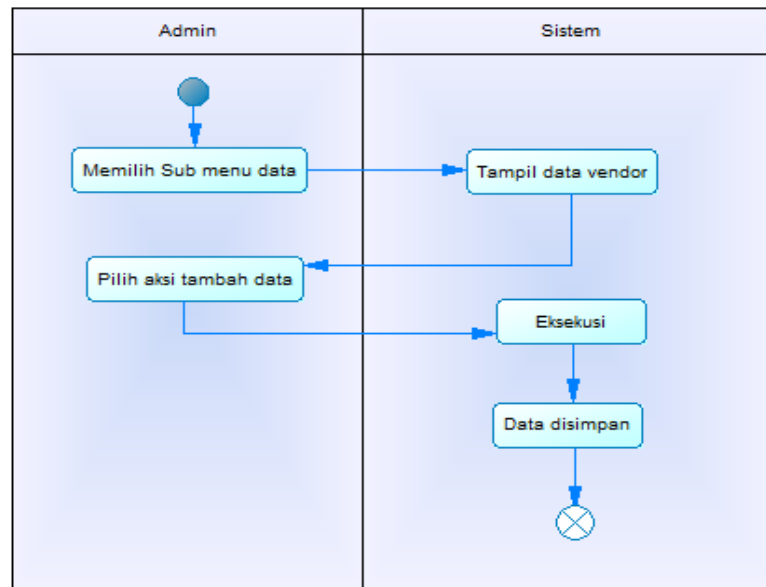 Admin
Sistem
Memilih Sub menu data
Tampil data vendor
Pilih aksi tambah data
Eksekusi
Data disimpan